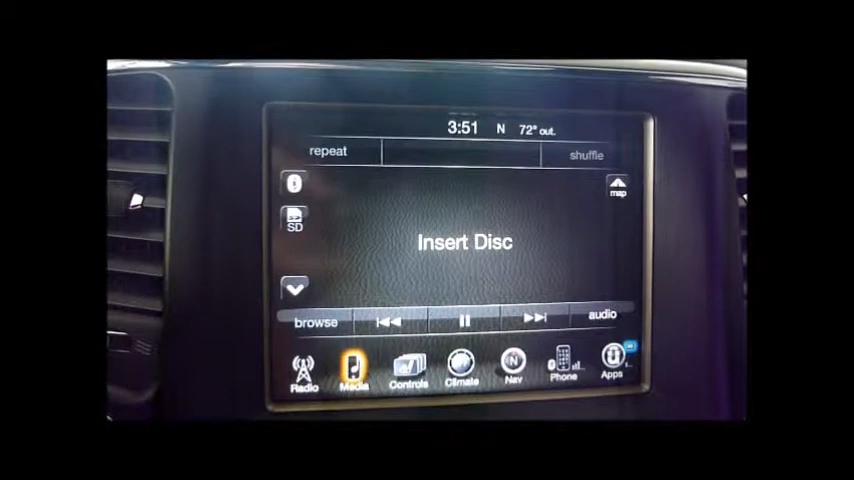 3:51 N 72° out.
repeat shuffle
map
SD
Insert Disc
browse audio
Radio Media Controls Climate Nav Phone Apps